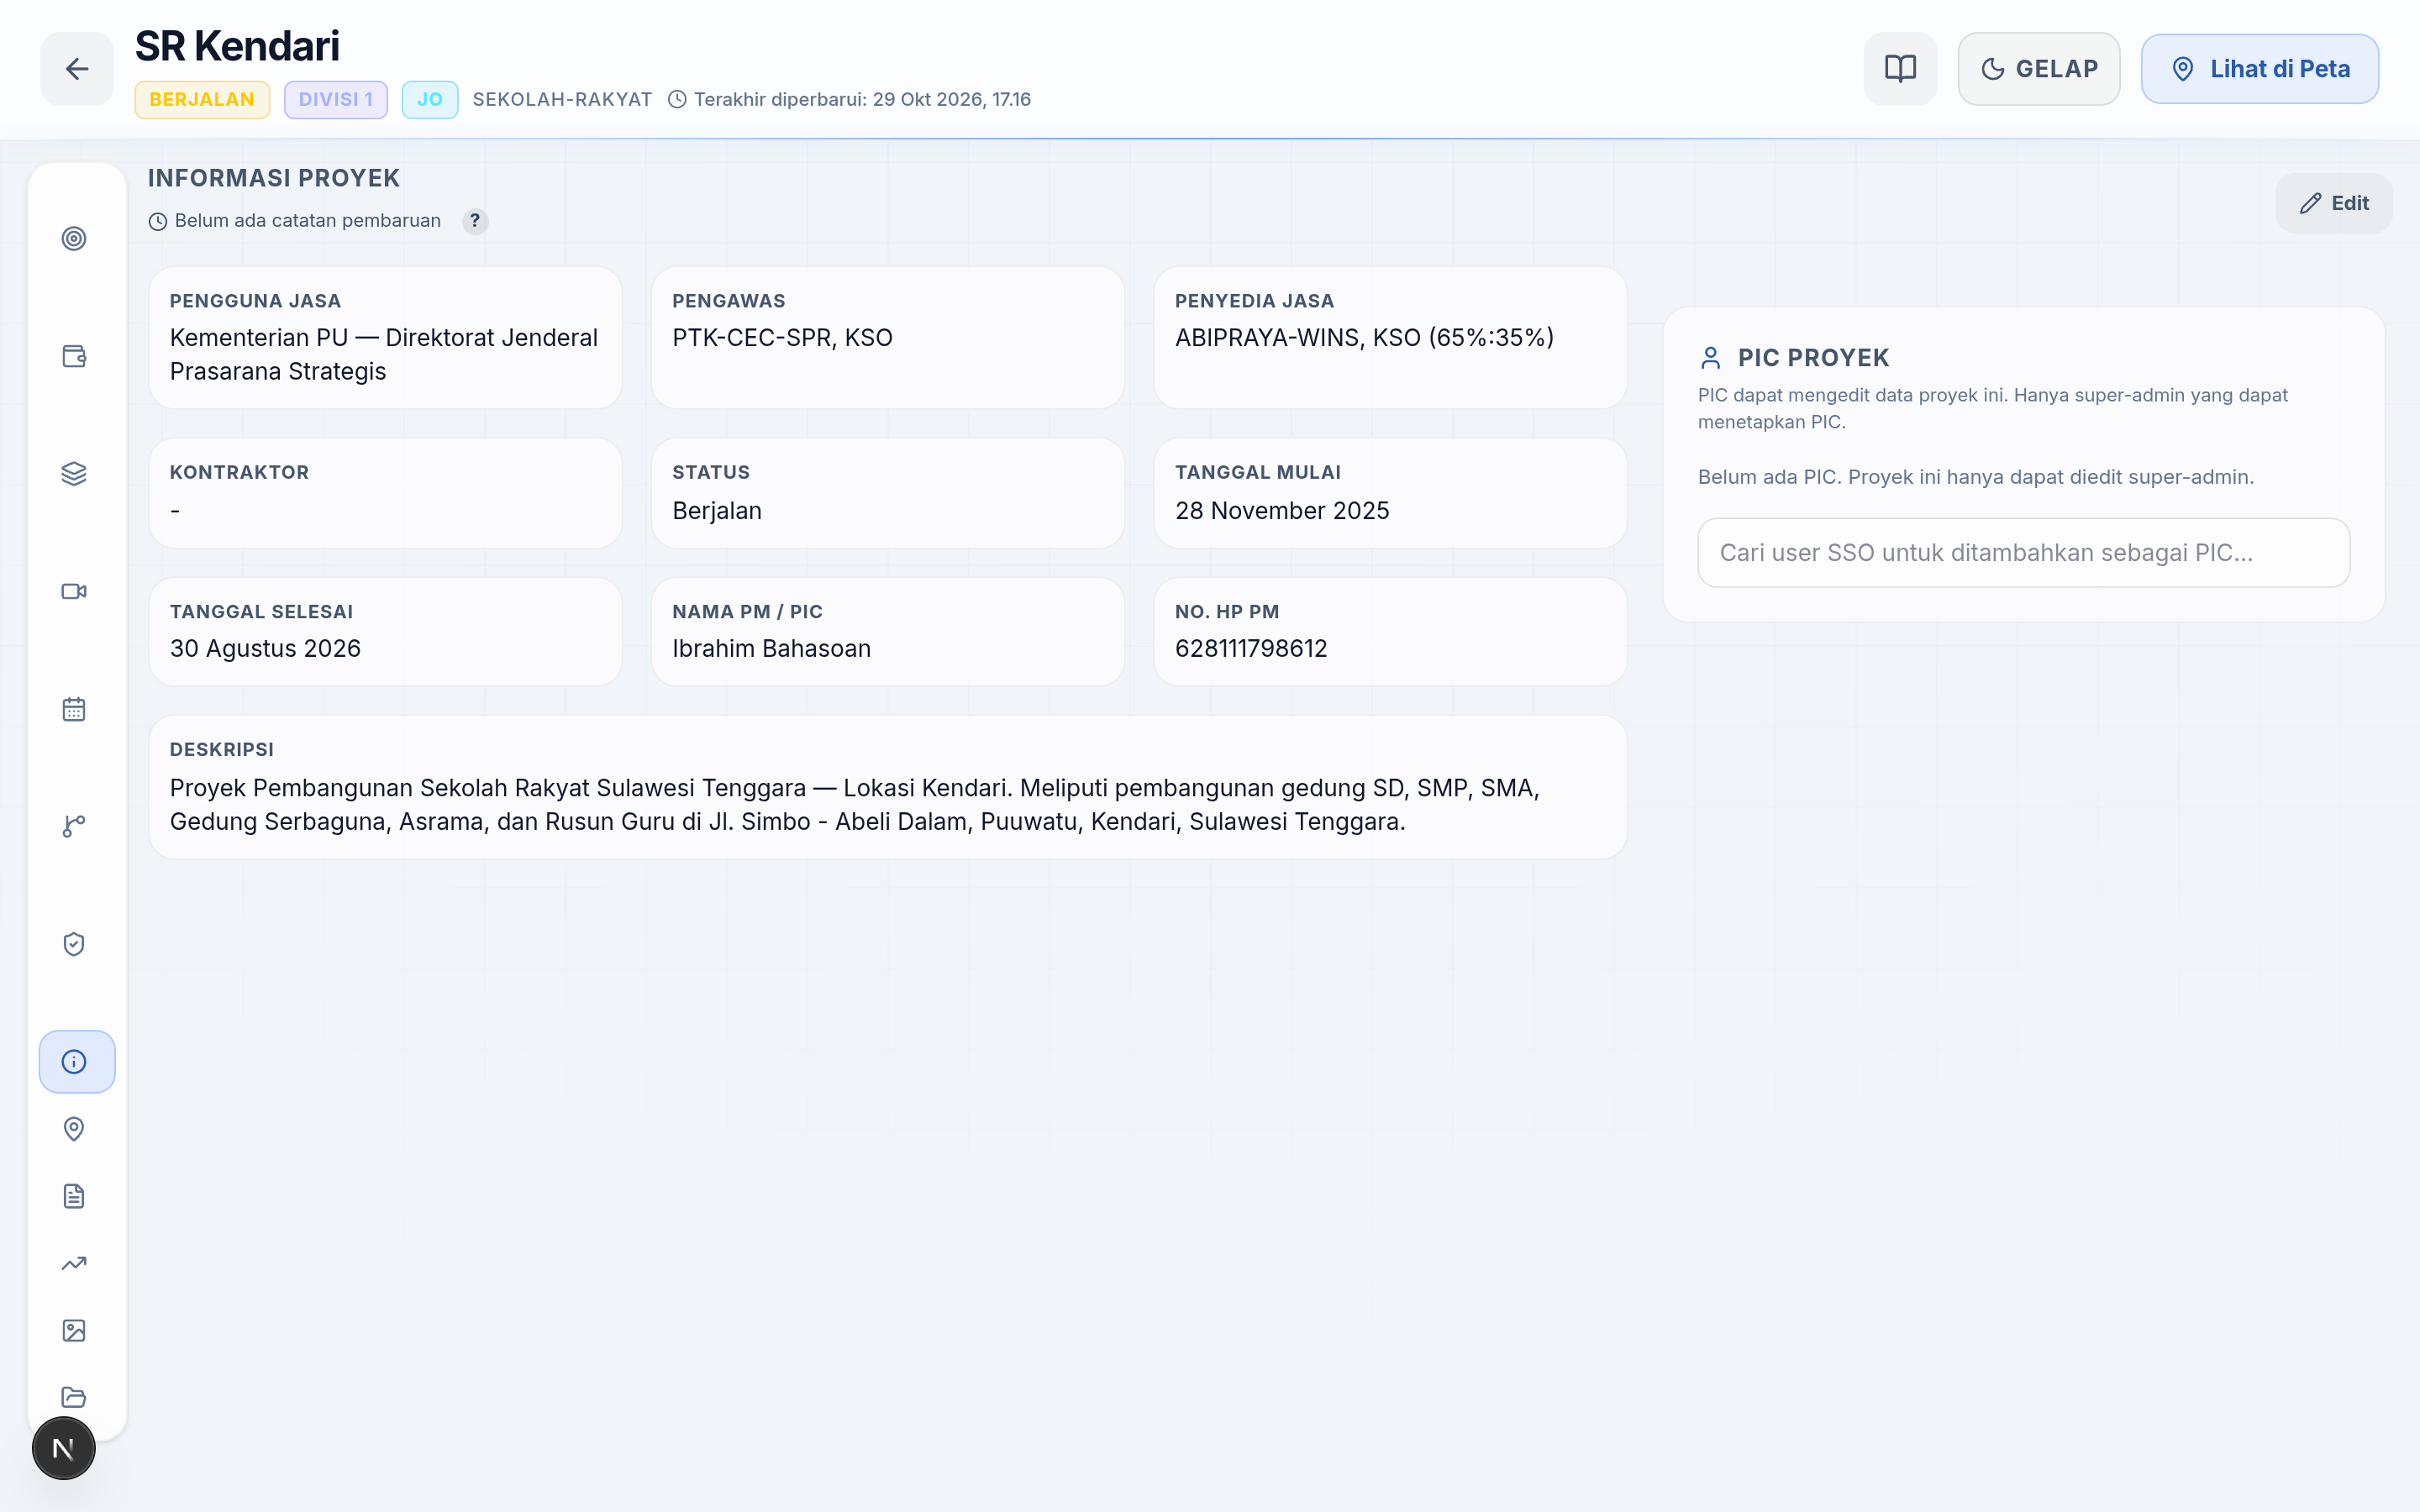 SR Kendari
BERJALAN DIVISI 1 JO SEKOLAH-RAKYAT Terakhir diperbarui: 29 Okt 2026, 17.16
GELAP
Lihat di Peta
INFORMASI PROYEK
Belum ada catatan pembaruan ?
Edit
PENGGUNA JASA
Kementerian PU — Direktorat Jenderal
Prasarana Strategis
PENGAWAS
PTK-CEC-SPR, KSO
PENYEDIA JASA
ABIPRAYA-WINS, KSO (65%:35%)
KONTRAKTOR
-
STATUS
Berjalan
TANGGAL MULAI
28 November 2025
TANGGAL SELESAI
30 Agustus 2026
NAMA PM / PIC
Ibrahim Bahasoan
NO. HP PM
628111798612
DESKRIPSI
Proyek Pembangunan Sekolah Rakyat Sulawesi Tenggara — Lokasi Kendari. Meliputi pembangunan gedung SD, SMP, SMA,
Gedung Serbaguna, Asrama, dan Rusun Guru di Jl. Simbo - Abeli Dalam, Puuwatu, Kendari, Sulawesi Tenggara.
PIC PROYEK
PIC dapat mengedit data proyek ini. Hanya super-admin yang dapat
menetapkan PIC.
Belum ada PIC. Proyek ini hanya dapat diedit super-admin.
Cari user SSO untuk ditambahkan sebagai PIC...
N